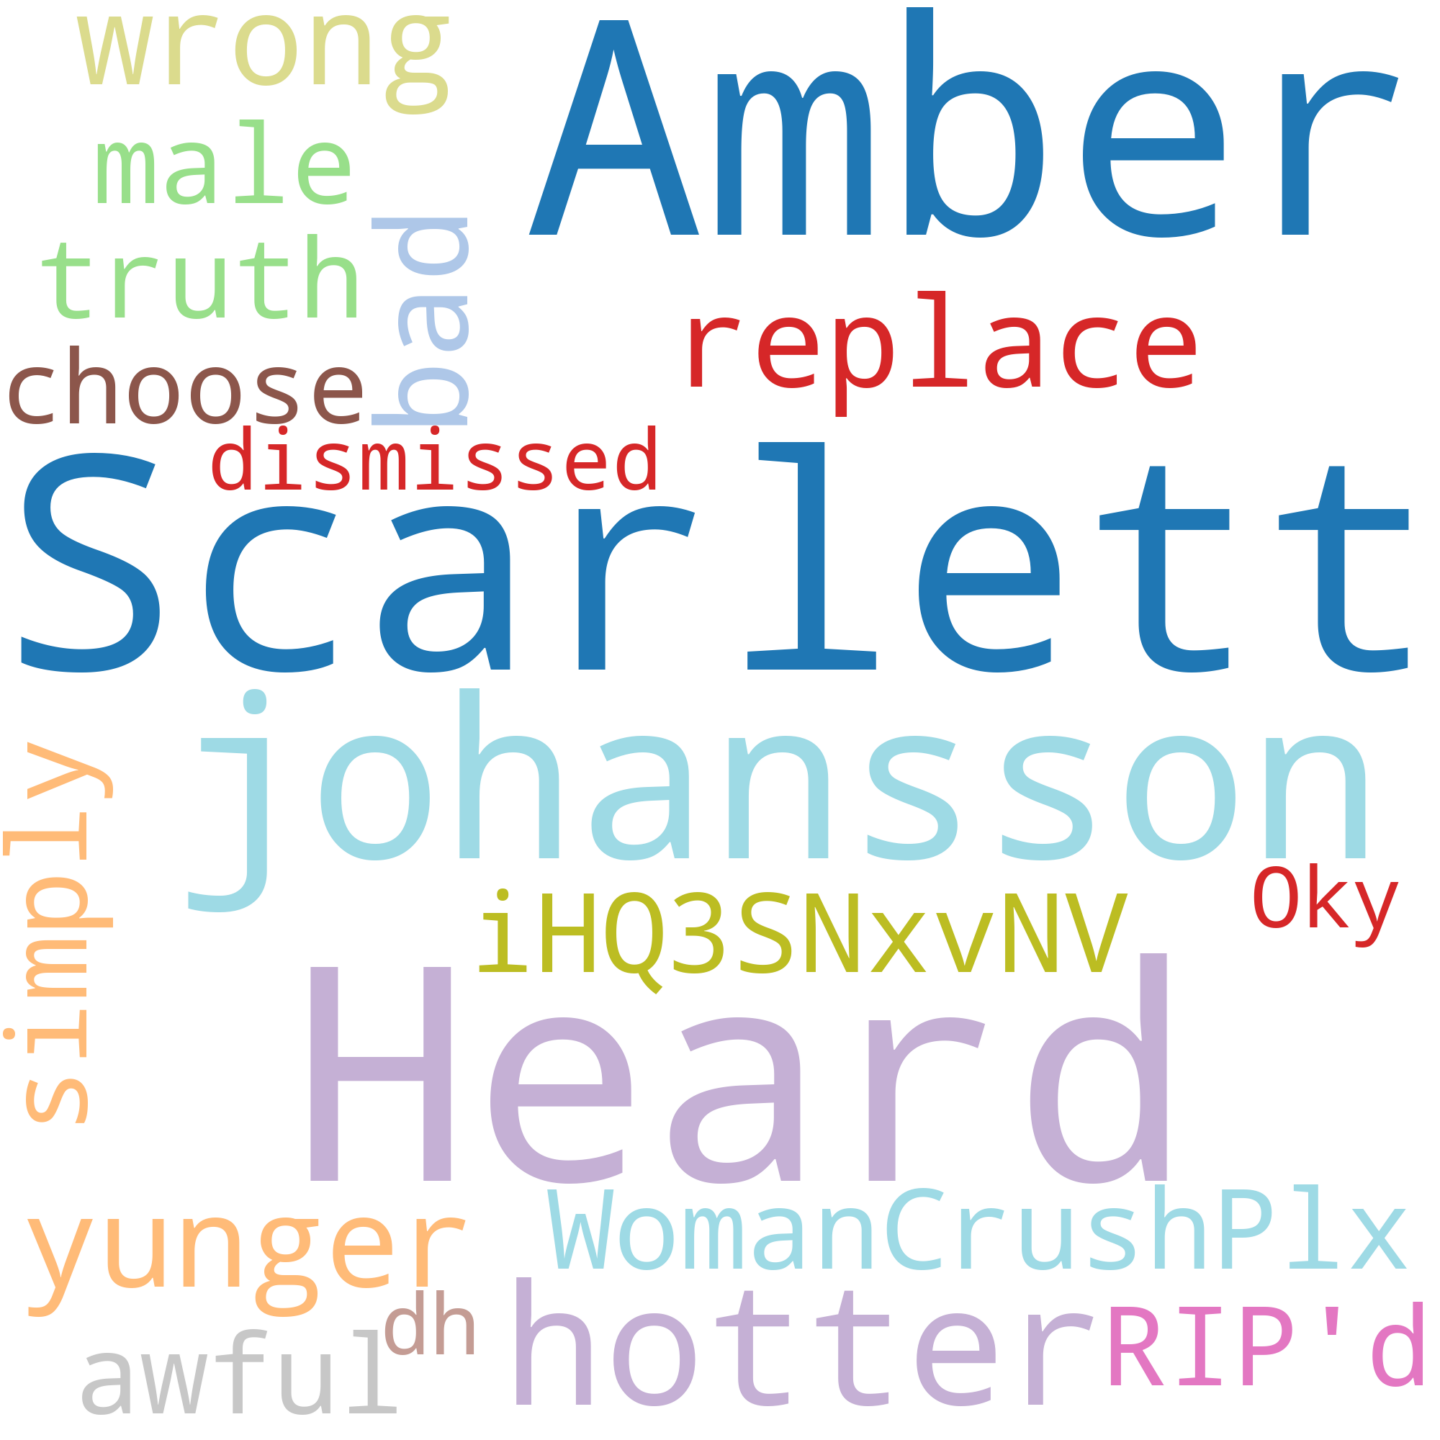 wrong
Amber
male
truth
bad
replace
choose
dismissed
Scarlett
johansson
simply
iHQ3SNxvNV
Oky
Heard
yunger
WomanCrushPlx
dh
hotter
RIP'd
awful